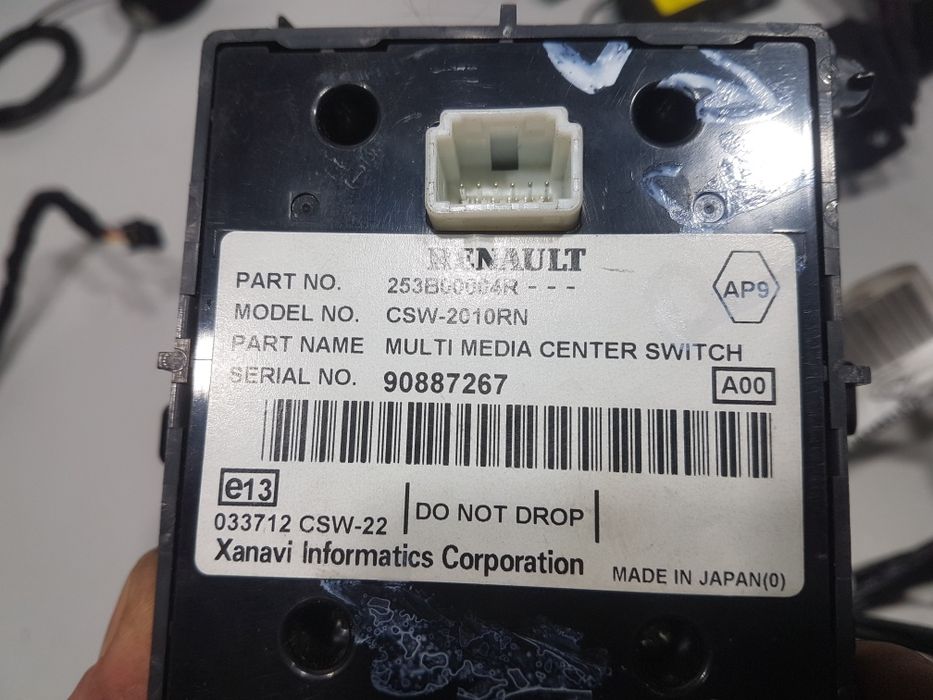 RENAULT
PART NO. 253B00004R - - -
AP9
MODEL NO. CSW-2010RN
PART NAME MULTI MEDIA CENTER SWITCH
SERIAL NO. 90887267
A00
e13
033712 CSW-22
DO NOT DROP
Xanavi Informatics Corporation
MADE IN JAPAN(0)